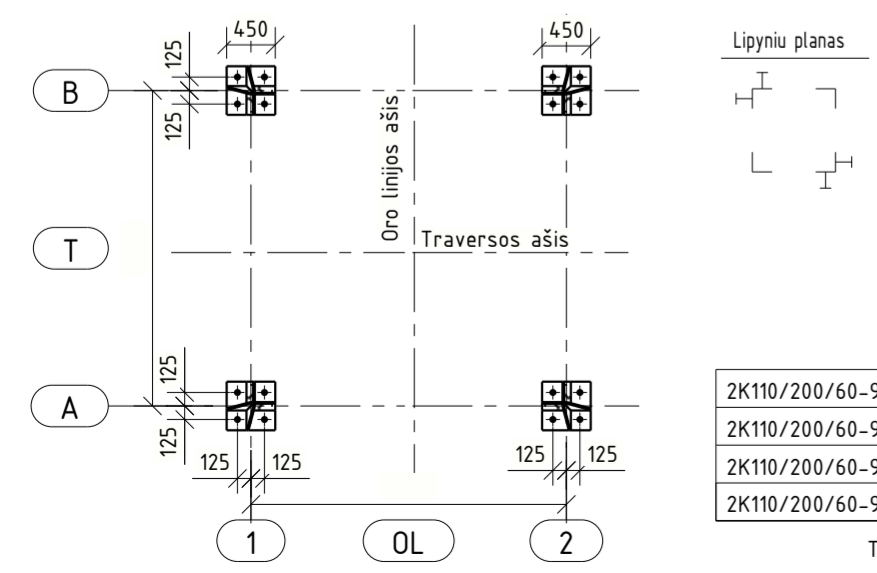 450
450
Lipynių planas
125
B
125
Oro linijos ašis
T
Traversos ašis
125
A
125
125
125
125
125
1
OL
2
2K110/200/60-9
2K110/200/60-9
2K110/200/60-9
2K110/200/60-9
T